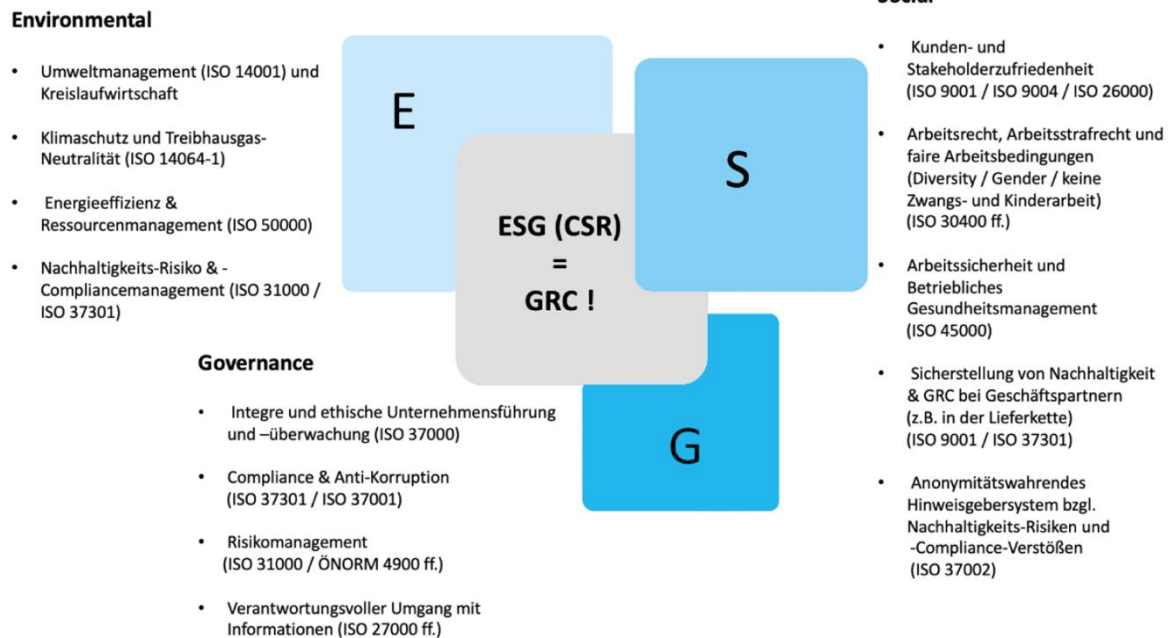 Environmental
• Umweltmanagement (ISO 14001) und
Kreislaufwirtschaft
• Klimaschutz und Treibhausgas-
Neutralität (ISO 14064-1)
• Energieeffizienz &
Ressourcenmanagement (ISO 50000)
• Nachhaltigkeits-Risiko & -
Compliancemanagement (ISO 31000 /
ISO 37301)
E
S
G
ESG (CSR)
=
GRC !
Governance
• Integre und ethische Unternehmensführung
und –überwachung (ISO 37000)
• Compliance & Anti-Korruption
(ISO 37301 / ISO 37001)
• Risikomanagement
(ISO 31000 / ÖNORM 4900 ff.)
• Verantwortungsvoller Umgang mit
Informationen (ISO 27000 ff.)
Social
• Kunden- und
Stakeholderzufriedenheit
(ISO 9001 / ISO 9004 / ISO 26000)
• Arbeitsrecht, Arbeitsstrafrecht und
faire Arbeitsbedingungen
(Diversity / Gender / keine
Zwangs- und Kinderarbeit)
(ISO 30400 ff.)
• Arbeitssicherheit und
Betriebliches
Gesundheitsmanagement
(ISO 45000)
• Sicherstellung von Nachhaltigkeit
& GRC bei Geschäftspartnern
(z.B. in der Lieferkette)
(ISO 9001 / ISO 37301)
• Anonymitätswahrendes
Hinweisgebersystem bzgl.
Nachhaltigkeits-Risiken und
-Compliance-Verstößen
(ISO 37002)